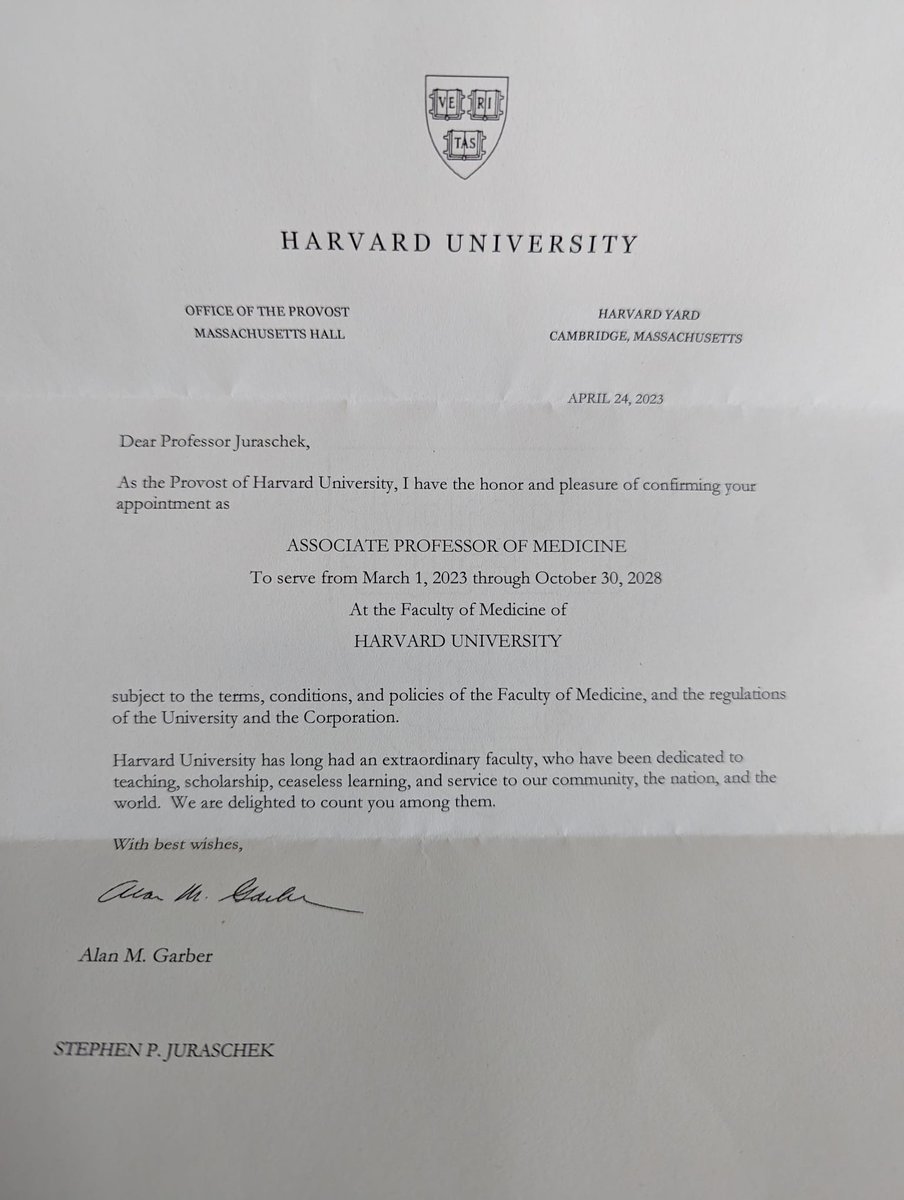 VE RI
TAS
HARVARD UNIVERSITY
OFFICE OF THE PROVOST
MASSACHUSETTS HALL
HARVARD YARD
CAMBRIDGE, MASSACHUSETTS
APRIL 24, 2023
Dear Professor Juraschek,
As the Provost of Harvard University, I have the honor and pleasure of confirming your
appointment as
ASSOCIATE PROFESSOR OF MEDICINE
To serve from March 1, 2023 through October 30, 2028
At the Faculty of Medicine of
HARVARD UNIVERSITY
subject to the terms, conditions, and policies of the Faculty of Medicine, and the regulations
of the University and the Corporation.
Harvard University has long had an extraordinary faculty, who have been dedicated to
teaching, scholarship, ceaseless learning, and service to our community, the nation, and the
world. We are delighted to count you among them.
With best wishes,
Alan M. Garber
Alan M. Garber
STEPHEN P. JURASCHEK